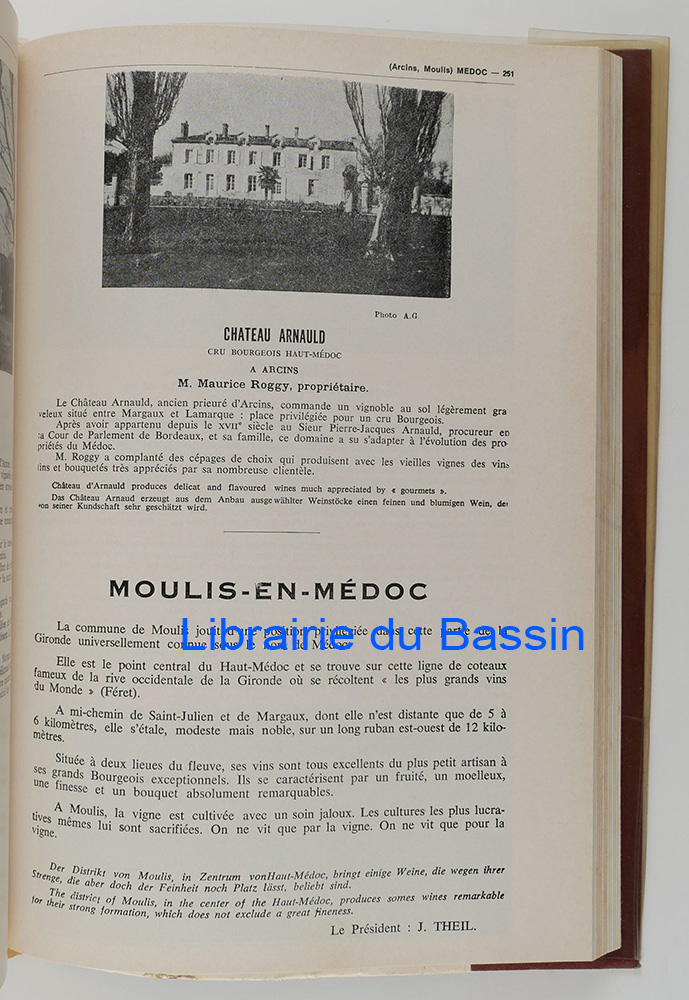 (Arcins, Moulis) MEDOC — 251
Photo A.G.
CHATEAU ARNAULD
CRU BOURGEOIS HAUT-MÉDOC
A ARCINS
M. Maurice Roggy, propriétaire.
Le Château Arnauld, ancien prieuré d'Arcins, commande un vignoble au sol légèrement gra
veleux situé entre Margaux et Lamarque : place privilégiée pour un cru Bourgeois.
Après avoir appartenu depuis le XVIIe siècle au Sieur Pierre-Jacques Arnauld, procureur en
la Cour de Parlement de Bordeaux, et sa famille, ce domaine a su s'adapter à l'évolution des pro-
priétés du Médoc.
M. Roggy a complanté des cépages de choix qui produisent avec les vieilles vignes des vins
fins et bouquetés très appréciés par sa nombreuse clientèle.
Château d'Arnauld produces delicat and flavoured wines much appreciated by « gourmets ».
Das Château Arnaud erzeugt aus dem Anbau ausgewählter Weinstöcke einen feinen und blumigen Wein, der
von seiner Kundschaft sehr geschätzt wird.
MOULIS-EN-MÉDOC
La commune de Moulis jouit d'une position privilégiée dans cette partie de la
Gironde universellement connue sous le nom de Médoc.
Librairie du Bassin
Elle est le point central du Haut-Médoc et se trouve sur cette ligne de coteaux
fameux de la rive occidentale de la Gironde où se récoltent « les plus grands vins
du Monde » (Féret).
A mi-chemin de Saint-Julien et de Margaux, dont elle n'est distante que de 5 à
6 kilomètres, elle s'étale, modeste mais noble, sur un long ruban est-ouest de 12 kilo-
mètres.
Située à deux lieues du fleuve, ses vins sont tous excellents du plus petit artisan à
ses grands Bourgeois exceptionnels. Ils se caractérisent par un fruité, un moelleux,
une finesse et un bouquet absolument remarquables.
A Moulis, la vigne est cultivée avec un soin jaloux. Les cultures les plus lucra-
tives mêmes lui sont sacrifiées. On ne vit que par la vigne. On ne vit que pour la
vigne.
Der Distrikt von Moulis, in Zentrum vonHaut-Médoc, bringt einige Weine, die wegen ihrer
Strenge, die aber doch der Feinheit noch Platz lässt, beliebt sind.
The district of Moulis, in the center of the Haut-Médoc, produces somes wines remarkable
for their strong formation, which does not exclude a great fineness.
Le Président : J. THEIL.